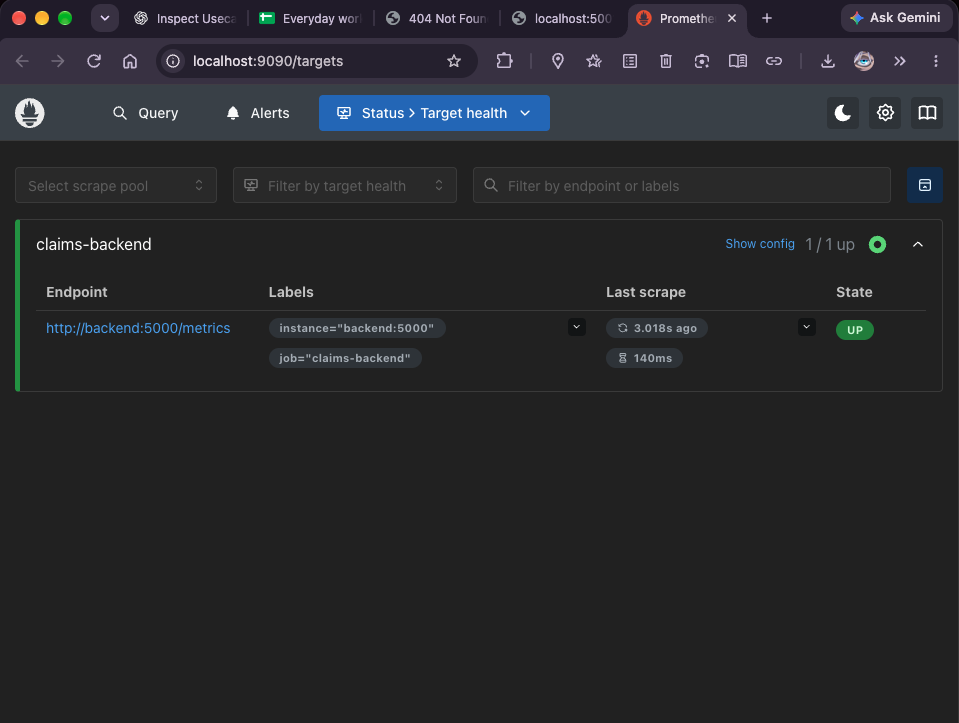 Inspect Useca
Everyday wor
404 Not Foun
localhost:500
Promethe
Ask Gemini
localhost:9090/targets
Query
Alerts
Status > Target health
Select scrape pool
Filter by target health
Filter by endpoint or labels
claims-backend
Show config
1 / 1 up
Endpoint
Labels
Last scrape
State
http://backend:5000/metrics
instance="backend:5000"
3.018s ago
UP
job="claims-backend"
140ms